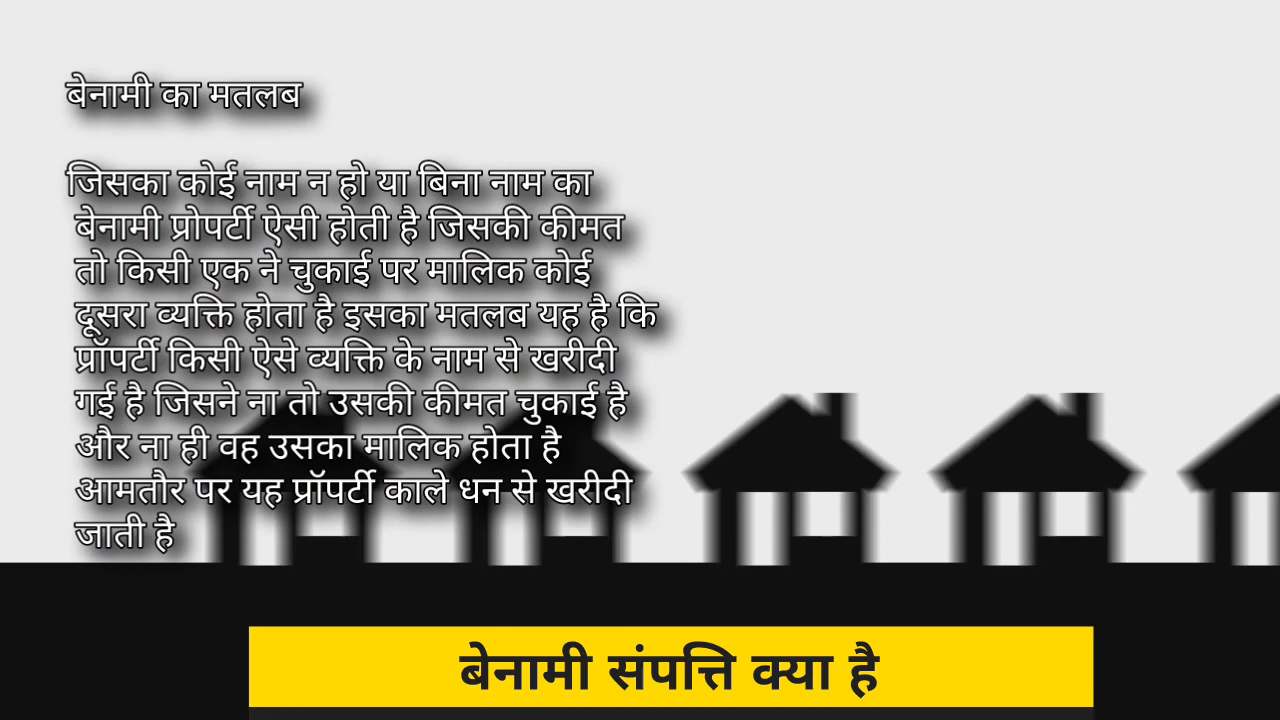 बेनामी का मतलब
जिसका कोई नाम न हो या बिना नाम का
बेनामी प्रोपर्टी ऐसी होती है जिसकी कीमत
तो किसी एक ने चुकाई पर मालिक कोई
दूसरा व्यक्ति होता है इसका मतलब यह है कि
प्रॉपर्टी किसी ऐसे व्यक्ति के नाम से खरीदी
गई है जिसने ना तो उसकी कीमत चुकाई है
और ना ही वह उसका मालिक होता है
आमतौर पर यह प्रॉपर्टी काले धन से खरीदी
जाती है
बेनामी संपत्ति क्या है